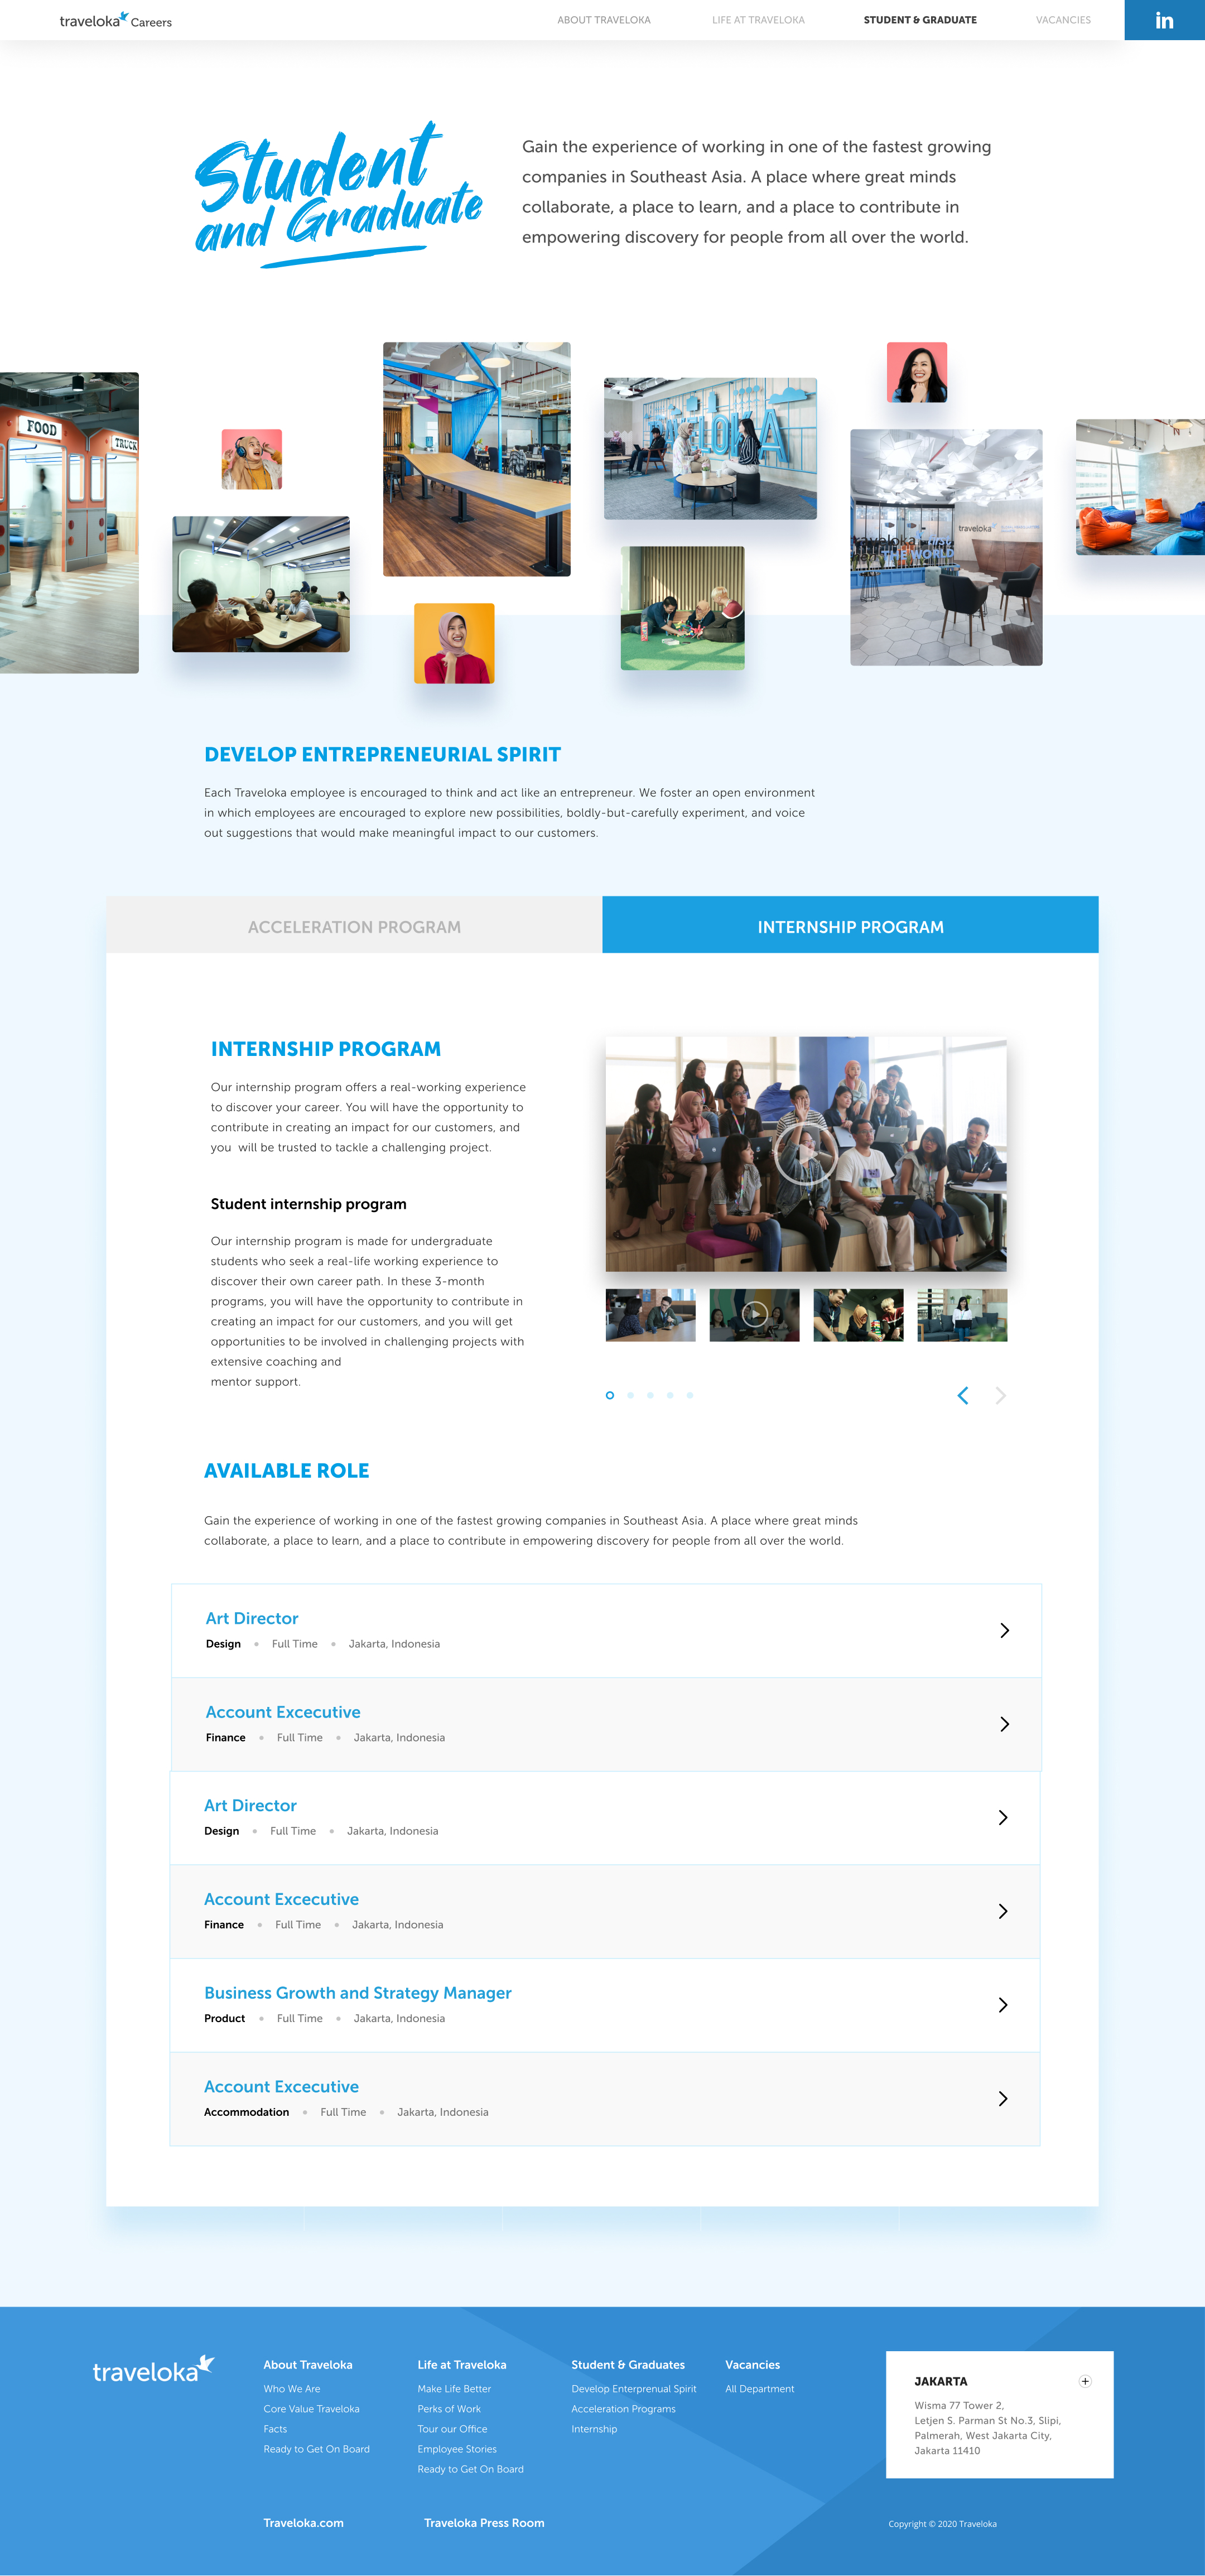 traveloka Careers
ABOUT TRAVELOKA
LIFE AT TRAVELOKA
STUDENT & GRADUATE
VACANCIES
in
Student
and Graduate
Gain the experience of working in one of the fastest growing
companies in Southeast Asia. A place where great minds
collaborate, a place to learn, and a place to contribute in
empowering discovery for people from all over the world.
FOOD
TRUCK
traveloka
traveloka
THE WORLD
DEVELOP ENTREPRENEURIAL SPIRIT
Each Traveloka employee is encouraged to think and act like an entrepreneur. We foster an open environment
in which employees are encouraged to explore new possibilities, boldly-but-carefully experiment, and voice
out suggestions that would make meaningful impact to our customers.
ACCELERATION PROGRAM
INTERNSHIP PROGRAM
INTERNSHIP PROGRAM
Our internship program offers a real-working experience
to discover your career. You will have the opportunity to
contribute in creating an impact for our customers, and
you will be trusted to tackle a challenging project.
Student internship program
Our internship program is made for undergraduate
students who seek a real-life working experience to
discover their own career path. In these 3-month
programs, you will have the opportunity to contribute in
creating an impact for our customers, and you will get
opportunities to be involved in challenging projects with
extensive coaching and
mentor support.
AVAILABLE ROLE
Gain the experience of working in one of the fastest growing companies in Southeast Asia. A place where great minds
collaborate, a place to learn, and a place to contribute in empowering discovery for people from all over the world.
Art Director
Design • Full Time • Jakarta, Indonesia
Account Excecutive
Finance • Full Time • Jakarta, Indonesia
Art Director
Design • Full Time • Jakarta, Indonesia
Account Excecutive
Finance • Full Time • Jakarta, Indonesia
Business Growth and Strategy Manager
Product • Full Time • Jakarta, Indonesia
Account Excecutive
Accommodation • Full Time • Jakarta, Indonesia
traveloka
About Traveloka
Who We Are
Core Value Traveloka
Facts
Ready to Get On Board
Life at Traveloka
Make Life Better
Perks of Work
Tour our Office
Employee Stories
Ready to Get On Board
Student & Graduates
Develop Enterprenual Spirit
Acceleration Programs
Internship
Vacancies
All Department
JAKARTA
Wisma 77 Tower 2,
Letjen S. Parman St No.3, Slipi,
Palmerah, West Jakarta City,
Jakarta 11410
Traveloka.com
Traveloka Press Room
Copyright © 2020 Traveloka